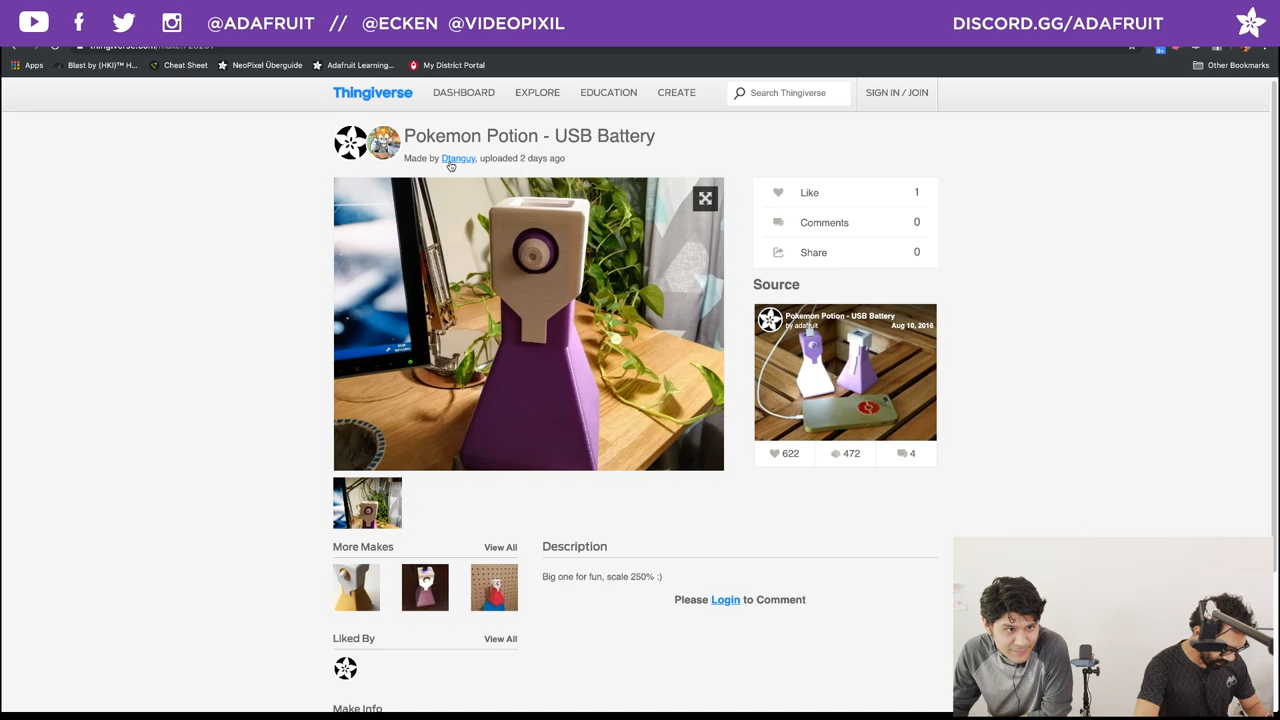 @ADAFRUIT // @ECKEN @VIDEOPIXIL
DISCORD.GG/ADAFRUIT
Apps
Blast by (HKI)™ H...
Cheat Sheet
NeoPixel Überguide
Adafruit Learning...
My District Portal
Other Bookmarks
Thingiverse
DASHBOARD
EXPLORE
EDUCATION
CREATE
Search Thingiverse
SIGN IN / JOIN
Pokemon Potion - USB Battery
Made by Dtanguy, uploaded 2 days ago
Like 1
Comments 0
Share 0
Source
Pokemon Potion - USB Battery
by adafruit
Aug 10, 2016
622
472
4
More Makes
View All
Description
Big one for fun, scale 250% :)
Please Login to Comment
Liked By
View All
Make Info